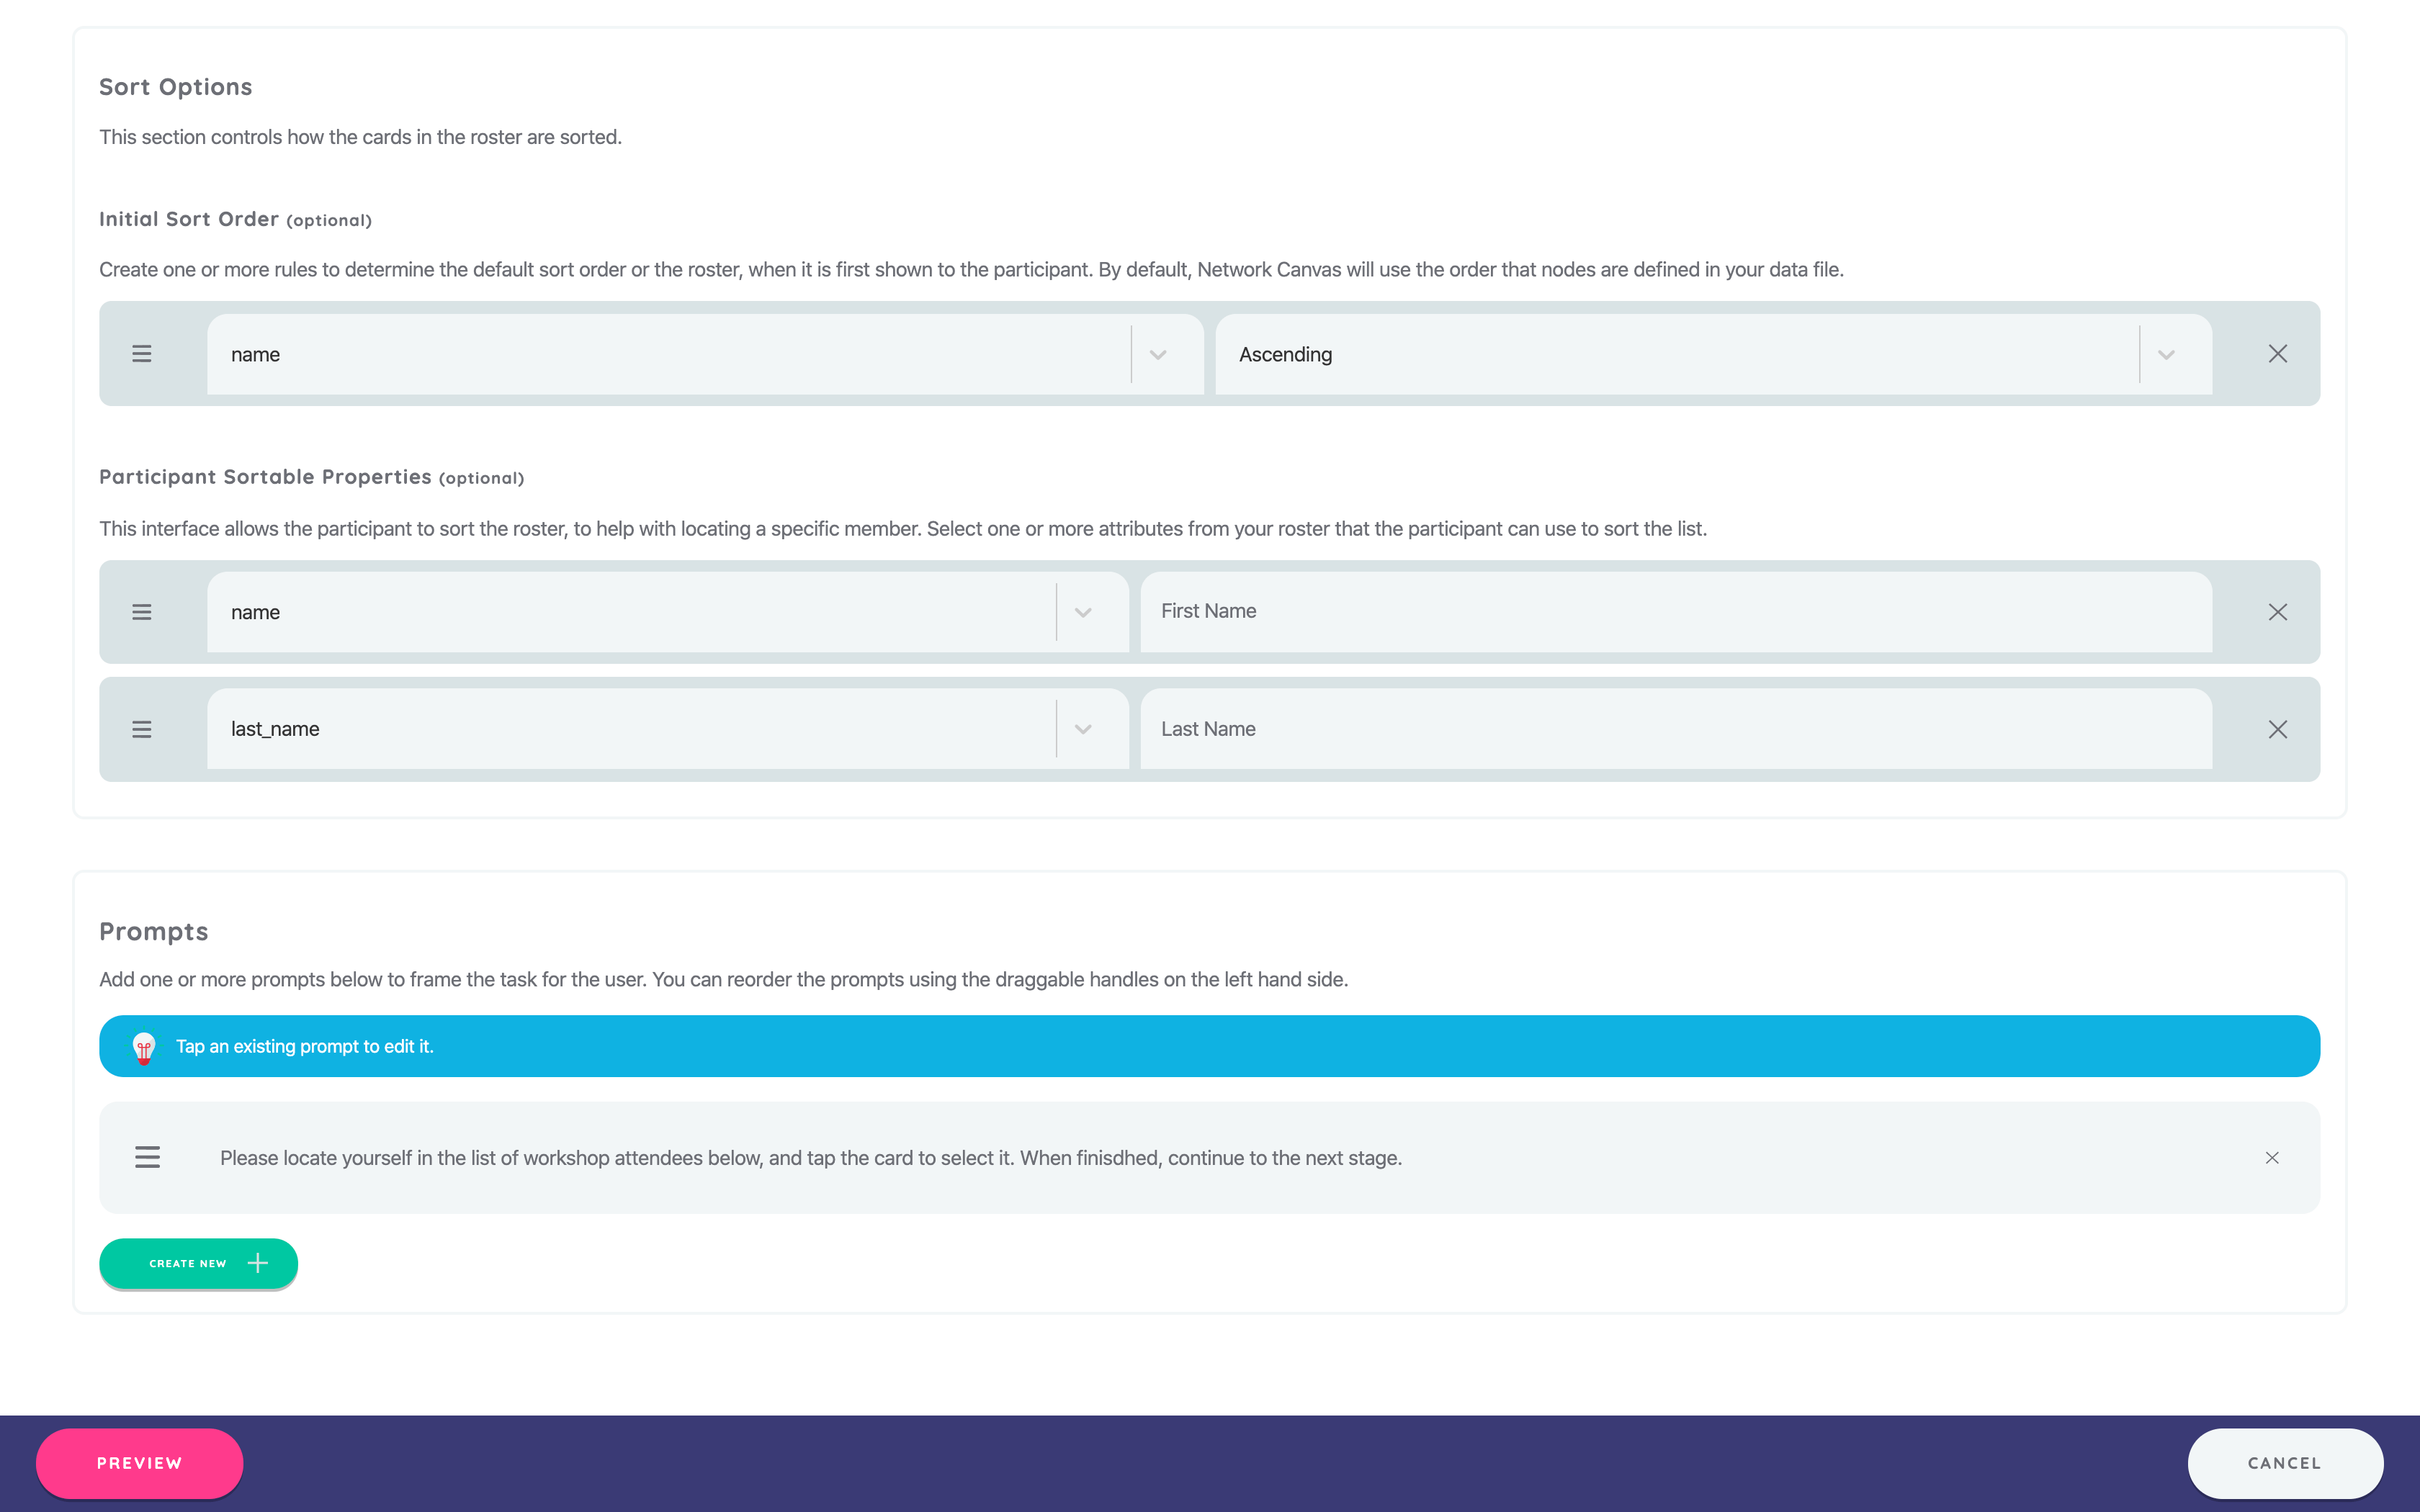 Sort Options
This section controls how the cards in the roster are sorted.
Initial Sort Order (optional)
Create one or more rules to determine the default sort order or the roster, when it is first shown to the participant. By default, Network Canvas will use the order that nodes are defined in your data file.
name Ascending
Participant Sortable Properties (optional)
This interface allows the participant to sort the roster, to help with locating a specific member. Select one or more attributes from your roster that the participant can use to sort the list.
name First Name
last_name Last Name
Prompts
Add one or more prompts below to frame the task for the user. You can reorder the prompts using the draggable handles on the left hand side.
Tap an existing prompt to edit it.
Please locate yourself in the list of workshop attendees below, and tap the card to select it. When finisdhed, continue to the next stage.
CREATE NEW
PREVIEW CANCEL